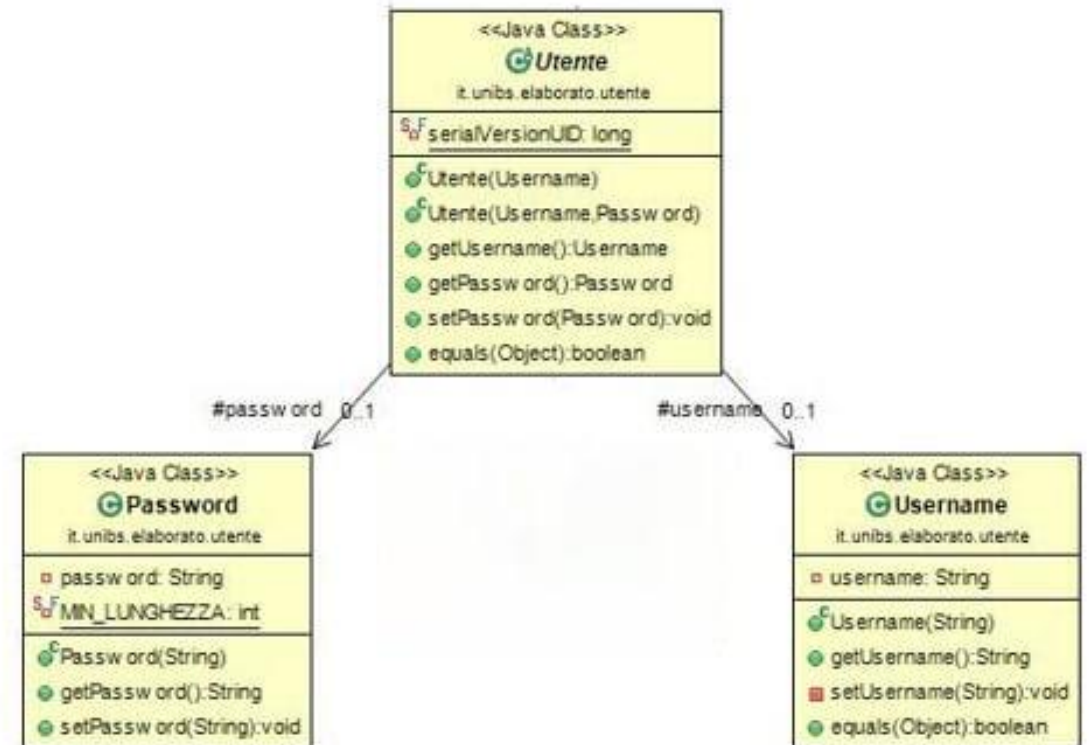 <<Java Class>>
Utente
it.unibs.elaborato.utente
serialVersionUID: long
Utente(Username)
Utente(Username,Password)
getUsername():Username
getPassword():Password
setPassword(Password):void
equals(Object):boolean
#password 0..1
#username 0..1
<<Java Class>>
Password
it.unibs.elaborato.utente
password: String
MIN_LUNGHEZZA: int
Password(String)
getPassword():String
setPassword(String):void
<<Java Class>>
Username
it.unibs.elaborato.utente
username: String
Username(String)
getUsername():String
setUsername(String):void
equals(Object):boolean